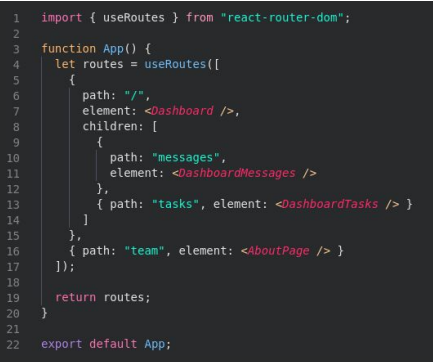 1 import { useRoutes } from "react-router-dom";
2
3 function App() {
4   let routes = useRoutes([
5     {
6       path: "/",
7       element: <Dashboard />,
8       children: [
9         {
10           path: "messages",
11           element: <DashboardMessages />
12         },
13         { path: "tasks", element: <DashboardTasks /> }
14       ]
15     },
16     { path: "team", element: <AboutPage /> }
17   ]);
18
19   return routes;
20 }
21
22 export default App;